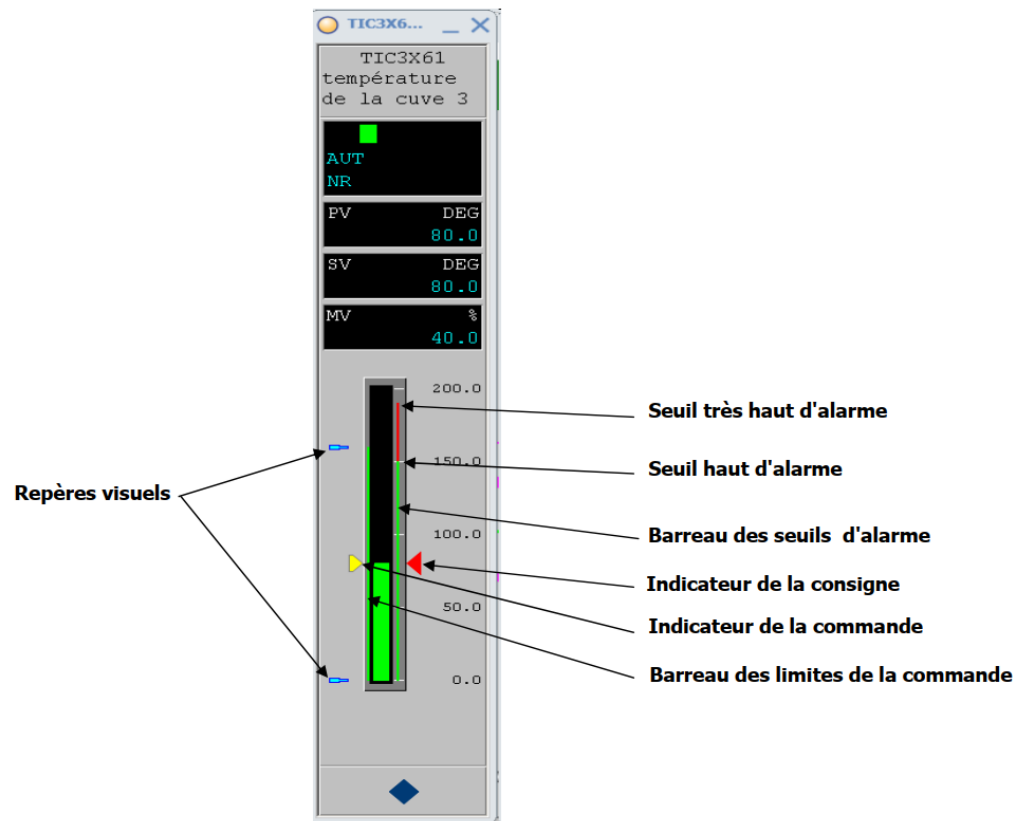 TIC3X6...
TIC3X61
température
de la cuve 3
AUT
NR
PV DEG
80.0
SV DEG
80.0
MV %
40.0
200.0
Seuil très haut d'alarme
150.0
Seuil haut d'alarme
Repères visuels
100.0
Barreau des seuils d'alarme
Indicateur de la consigne
50.0
Indicateur de la commande
0.0
Barreau des limites de la commande